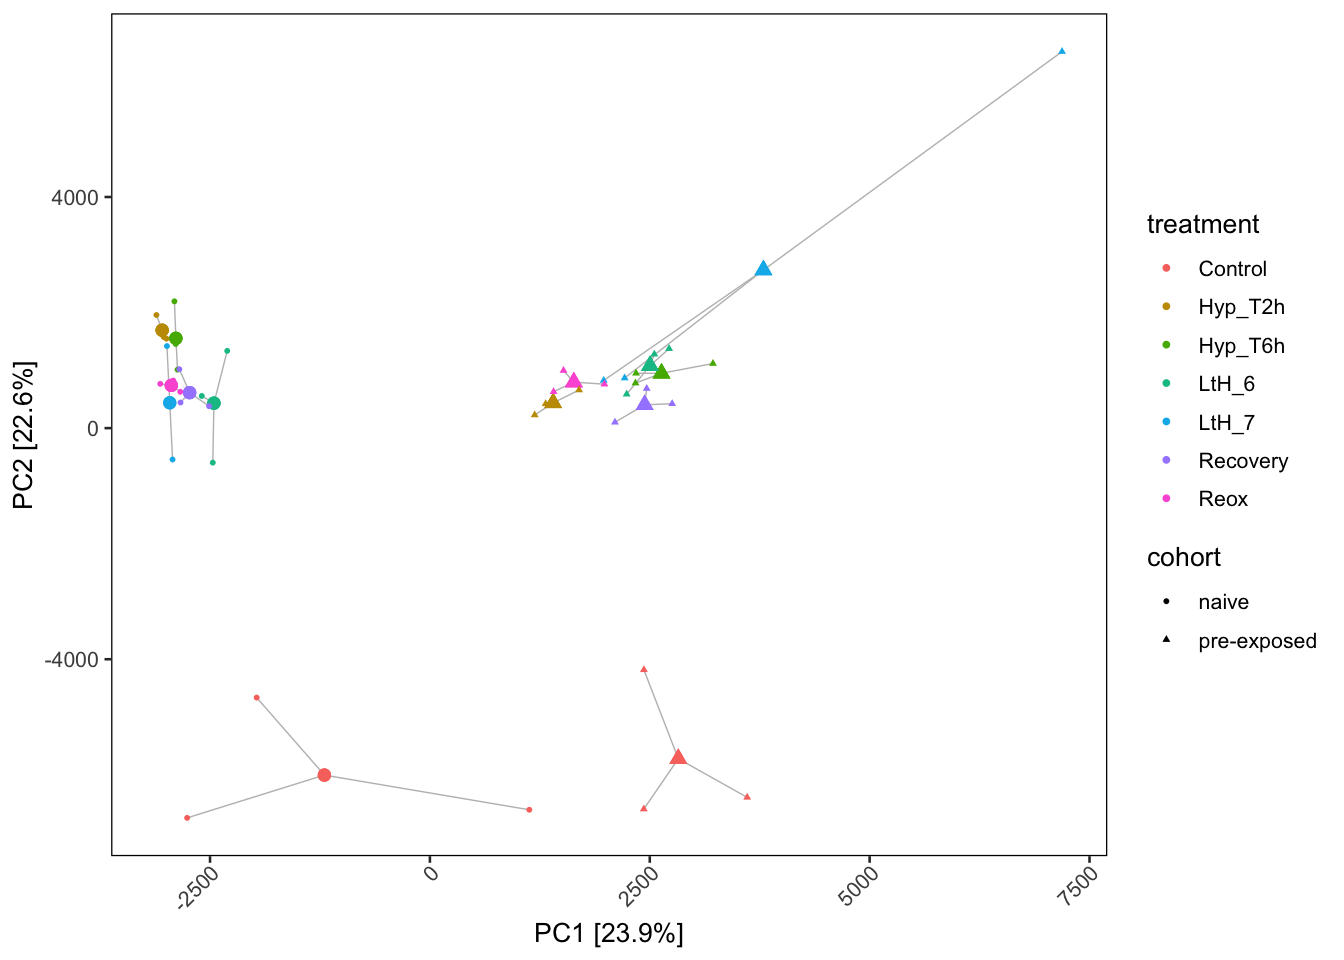 4000
0
-4000
PC2 [22.6%]
-2500
0
2500
5000
7500
PC1 [23.9%]
treatment
Control
Hyp_T2h
Hyp_T6h
LtH_6
LtH_7
Recovery
Reox
cohort
naive
pre-exposed